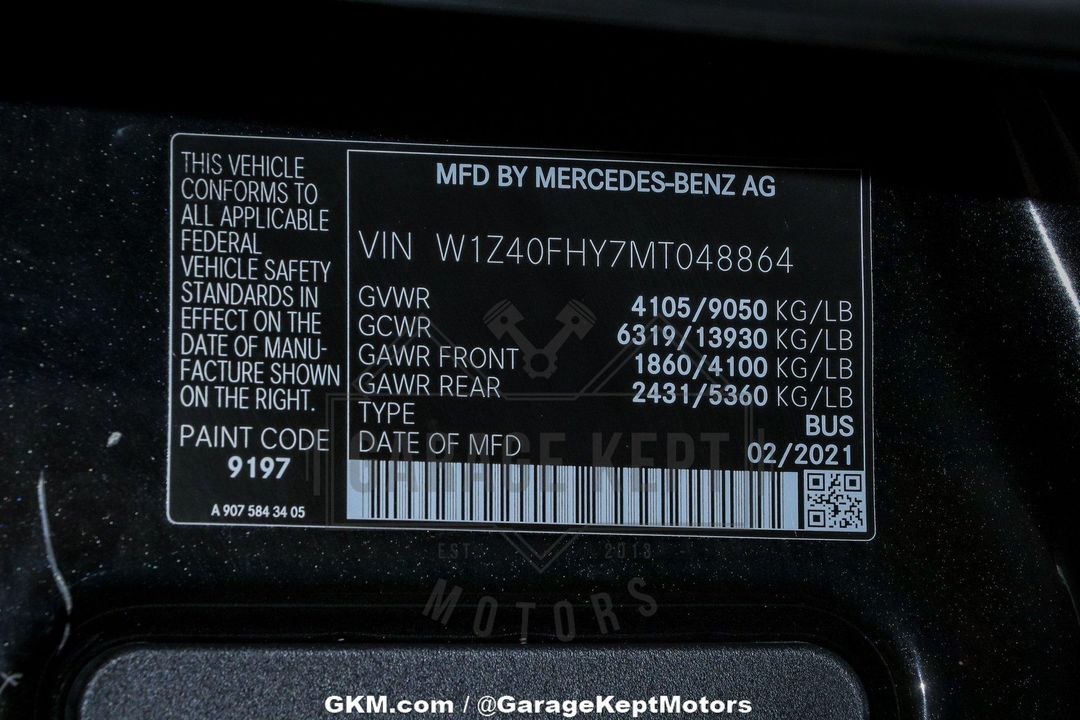 THIS VEHICLE
CONFORMS TO
ALL APPLICABLE
FEDERAL
VEHICLE SAFETY
STANDARDS IN
EFFECT ON THE
DATE OF MANU-
FACTURE SHOWN
ON THE RIGHT.
PAINT CODE
9197
A 907 584 34 05
MFD BY MERCEDES-BENZ AG
VIN W1Z40FHY7MT048864
GVWR 4105/9050 KG/LB
GCWR 6319/13930 KG/LB
GAWR FRONT 1860/4100 KG/LB
GAWR REAR 2431/5360 KG/LB
TYPE BUS
DATE OF MFD 02/2021
GARAGE KEPT
EST 2013
MOTORS
GKM.com / @GarageKeptMotors